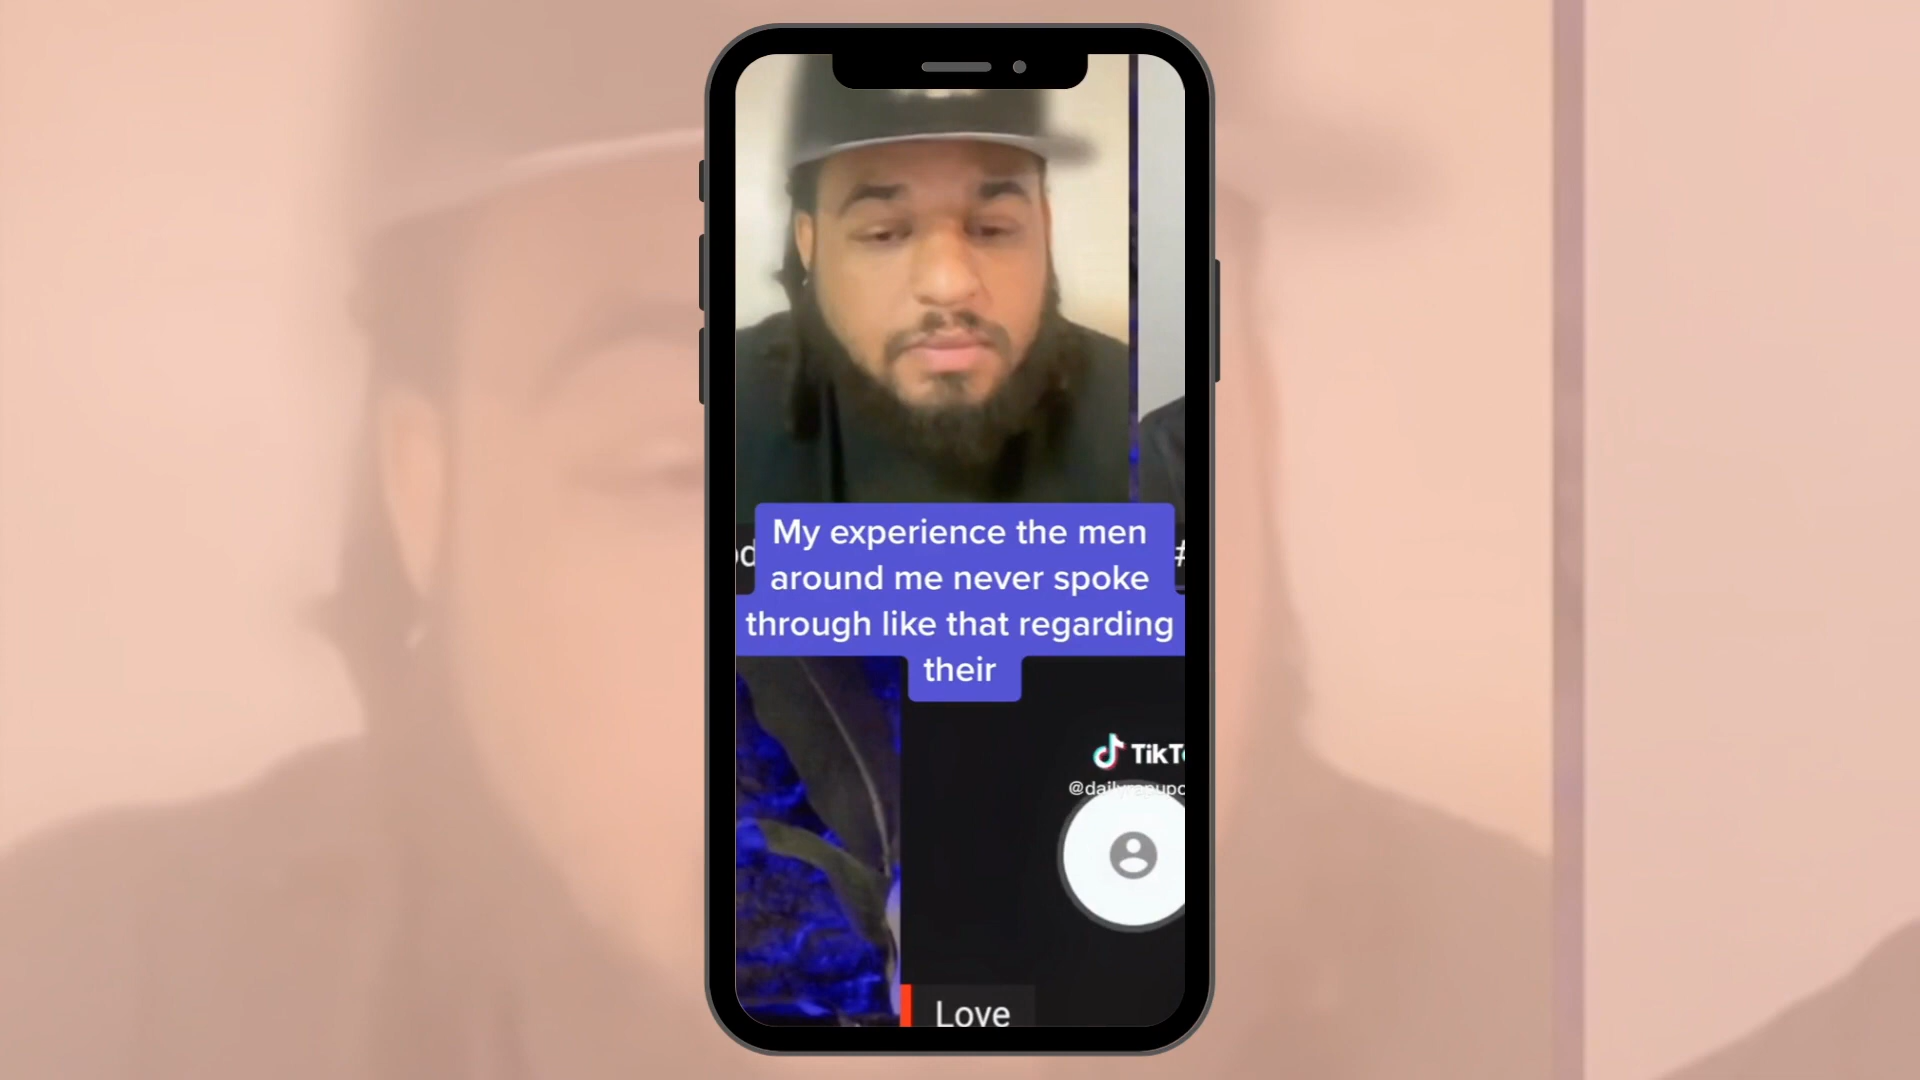 My experience the men
around me never spoke
through like that regarding
their
#
TikT
Love